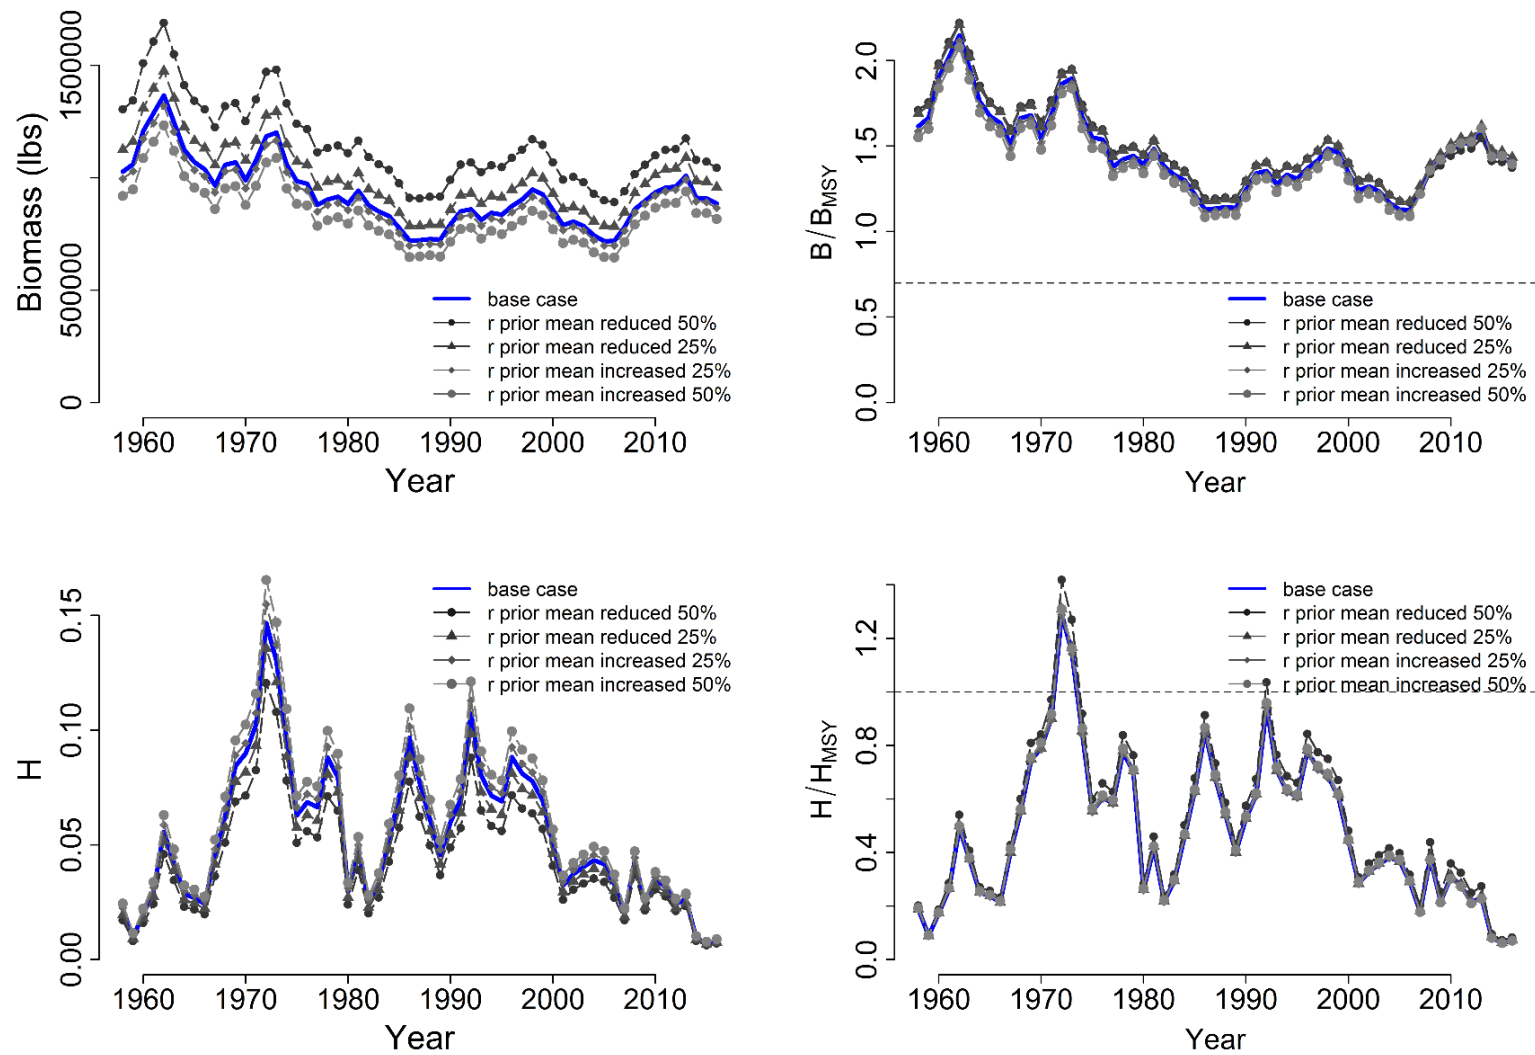 Biomass (lbs)
1500000
500000
0
base case
r prior mean reduced 50%
r prior mean reduced 25%
r prior mean increased 25%
r prior mean increased 50%
1960 1970 1980 1990 2000 2010
Year
B/BMSY
2.0
1.5
1.0
0.5
0.0
base case
r prior mean reduced 50%
r prior mean reduced 25%
r prior mean increased 25%
r prior mean increased 50%
1960 1970 1980 1990 2000 2010
Year
H
0.15
0.10
0.05
0.00
base case
r prior mean reduced 50%
r prior mean reduced 25%
r prior mean increased 25%
r prior mean increased 50%
1960 1970 1980 1990 2000 2010
Year
H/HMSY
1.2
0.8
0.4
0.0
base case
r prior mean reduced 50%
r prior mean reduced 25%
r prior mean increased 25%
r prior mean increased 50%
1960 1970 1980 1990 2000 2010
Year